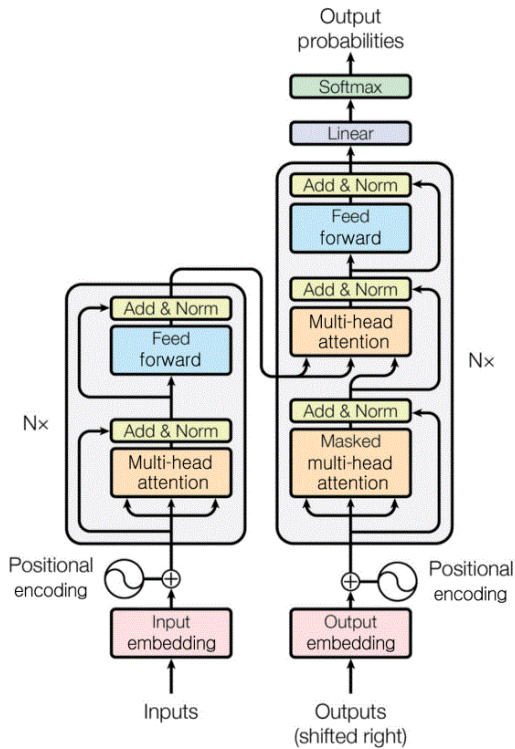 Output
probabilities
Softmax
Linear
Add & Norm
Feed
forward
Add & Norm
Multi-head
attention
Add & Norm
Masked
multi-head
attention
N×
Add & Norm
Feed
forward
Add & Norm
Multi-head
attention
N×
Positional
encoding
Input
embedding
Inputs
Positional
encoding
Output
embedding
Outputs
(shifted right)